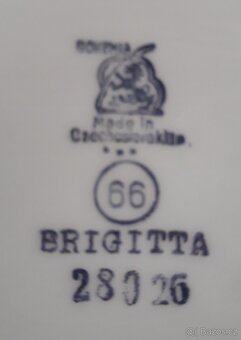 BOHEMIA
Made in
Czechoslovakia.
66
BRIGITTA
28026